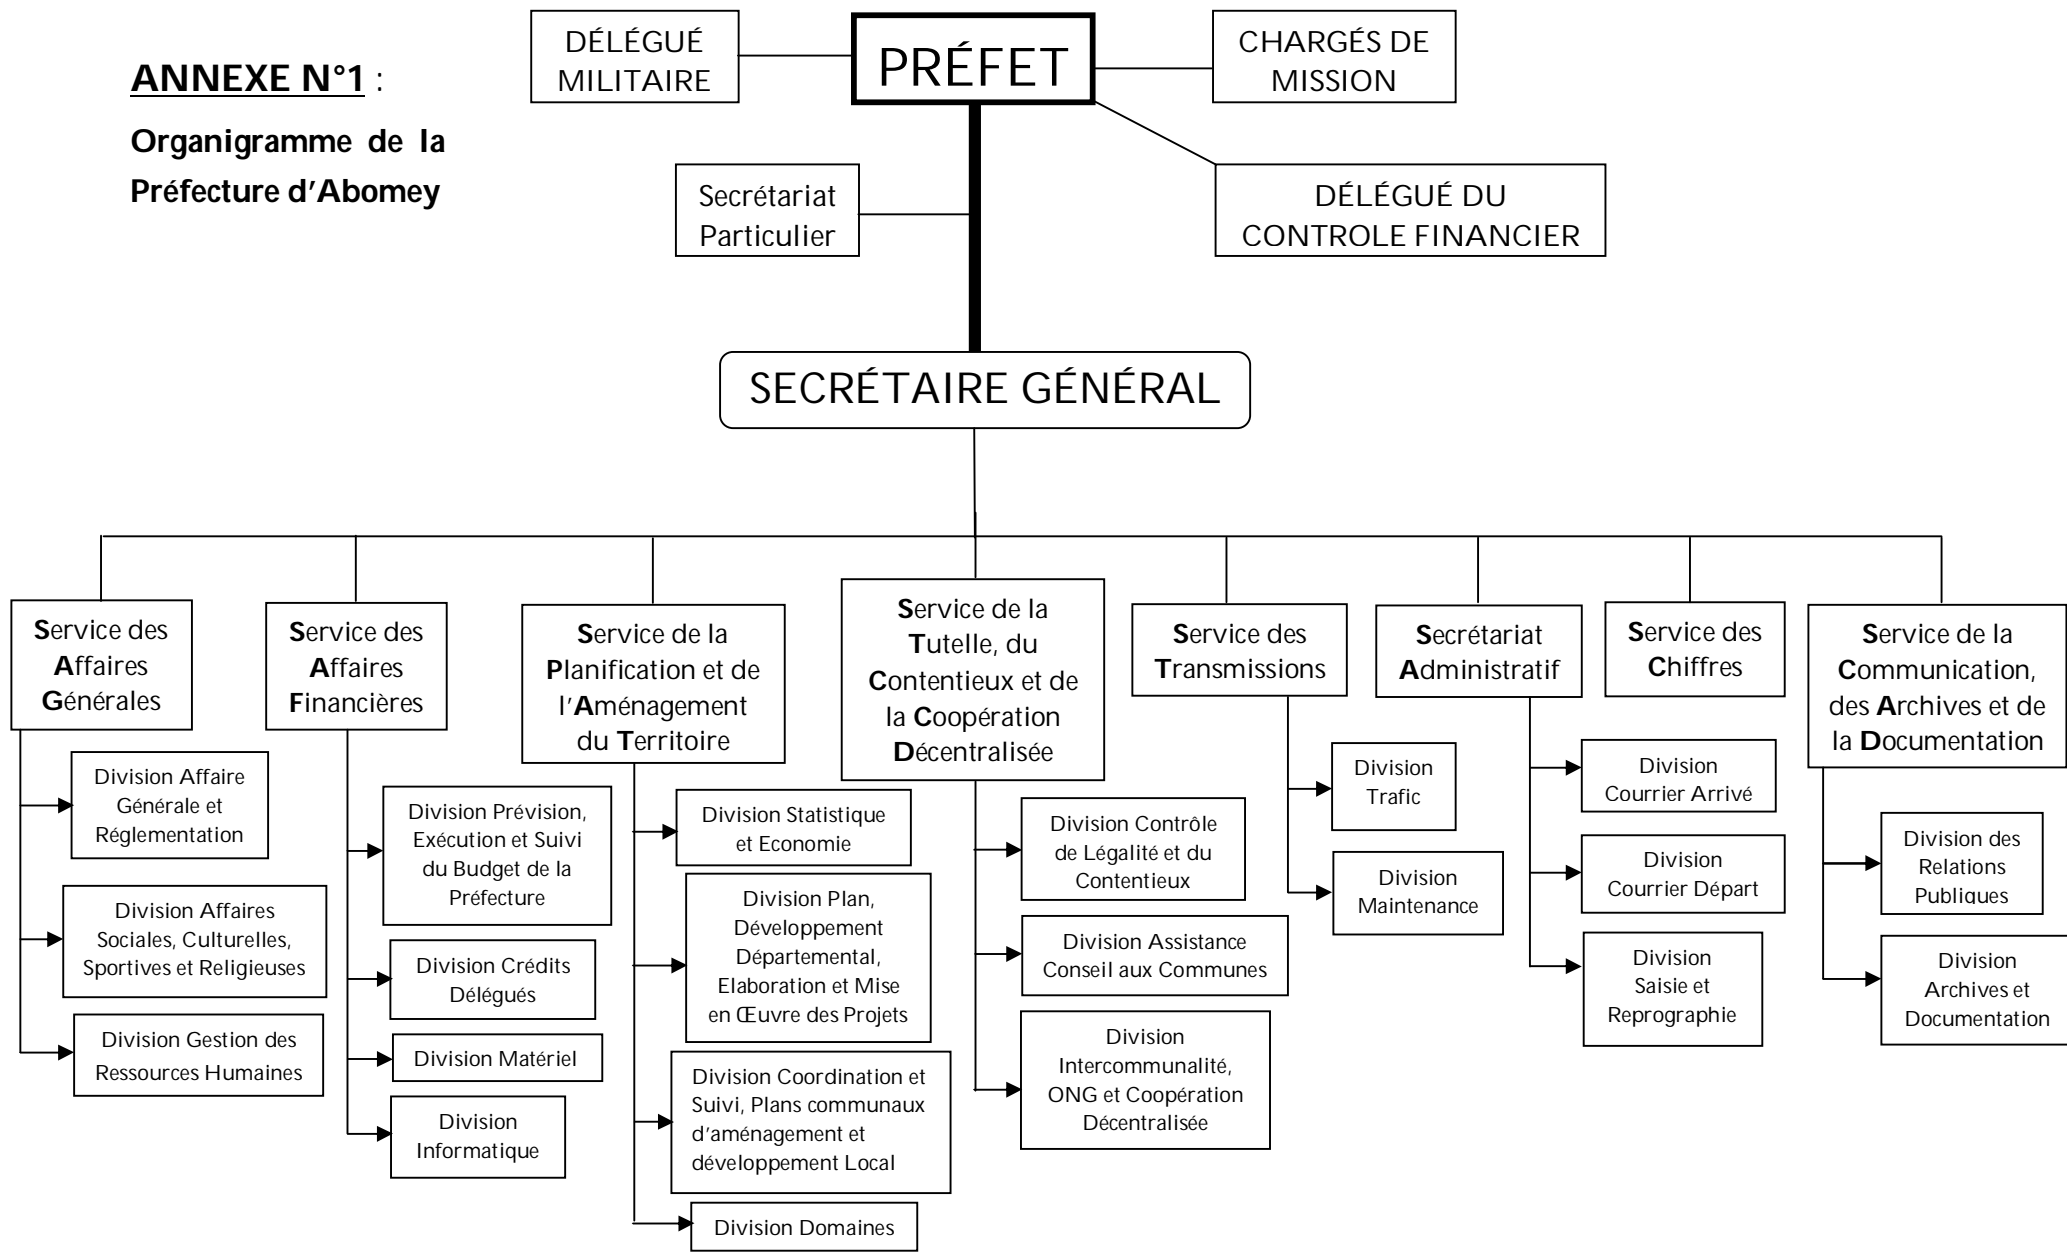 ANNEXE N°1 :
Organigramme de la
Préfecture d'Abomey
DÉLÉGUÉ
MILITAIRE
PRÉFET
CHARGÉS DE
MISSION
Secrétariat
Particulier
DÉLÉGUÉ DU
CONTROLE FINANCIER
SECRÉTAIRE GÉNÉRAL
Service des
Affaires
Générales
Division Affaire
Générale et
Réglementation
Division Affaires
Sociales, Culturelles,
Sportives et Religieuses
Division Gestion des
Ressources Humaines
Service des
Affaires
Financières
Division Prévision,
Exécution et Suivi
du Budget de la
Préfecture
Division Crédits
Délégués
Division Matériel
Division
Informatique
Service de la
Planification et de
l'Aménagement
du Territoire
Division Statistique
et Economie
Division Plan,
Développement
Départemental,
Elaboration et Mise
en Œuvre des Projets
Division Coordination et
Suivi, Plans communaux
d'aménagement et
développement Local
Division Domaines
Service de la
Tutelle, du
Contentieux et de
la Coopération
Décentralisée
Division Contrôle
de Légalité et du
Contentieux
Division Assistance
Conseil aux Communes
Division
Intercommunalité,
ONG et Coopération
Décentralisée
Service des
Transmissions
Division
Trafic
Division
Maintenance
Secrétariat
Administratif
Division
Courrier Arrivé
Division
Courrier Départ
Division
Saisie et
Reprographie
Service des
Chiffres
Service de la
Communication,
des Archives et de
la Documentation
Division des
Relations
Publiques
Division
Archives et
Documentation